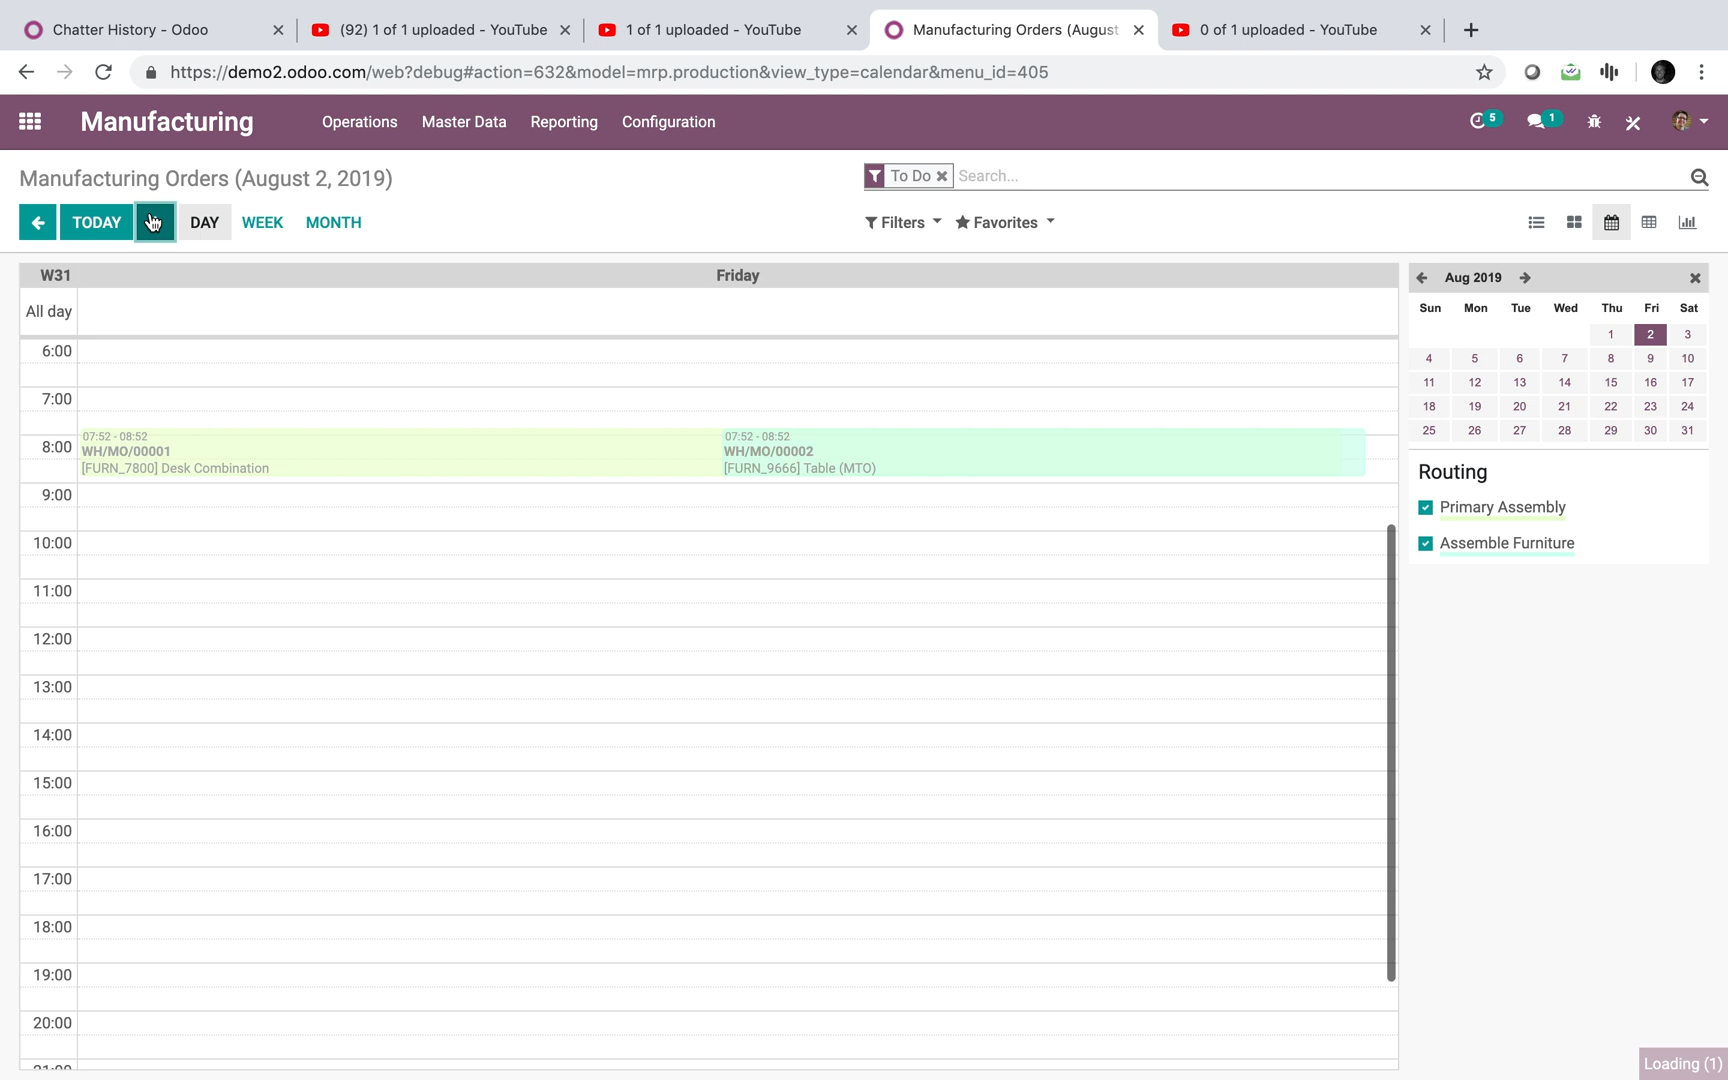 Chatter History - Odoo
(92) 1 of 1 uploaded - YouTube
1 of 1 uploaded - YouTube
Manufacturing Orders (August
0 of 1 uploaded - YouTube
https://demo2.odoo.com/web?debug#action=632&model=mrp.production&view_type=calendar&menu_id=405
Manufacturing
Operations
Master Data
Reporting
Configuration
5
1
Manufacturing Orders (August 2, 2019)
To Do
Search...
TODAY
DAY
WEEK
MONTH
Filters
Favorites
W31
Friday
All day
6:00
7:00
8:00
9:00
10:00
11:00
12:00
13:00
14:00
15:00
16:00
17:00
18:00
19:00
20:00
21:00
07:52 - 08:52
WH/MO/00001
[FURN_7800] Desk Combination
07:52 - 08:52
WH/MO/00002
[FURN_9666] Table (MTO)
Aug 2019
Sun Mon Tue Wed Thu Fri Sat
1 2 3
4 5 6 7 8 9 10
11 12 13 14 15 16 17
18 19 20 21 22 23 24
25 26 27 28 29 30 31
Routing
Primary Assembly
Assemble Furniture
Loading (1)